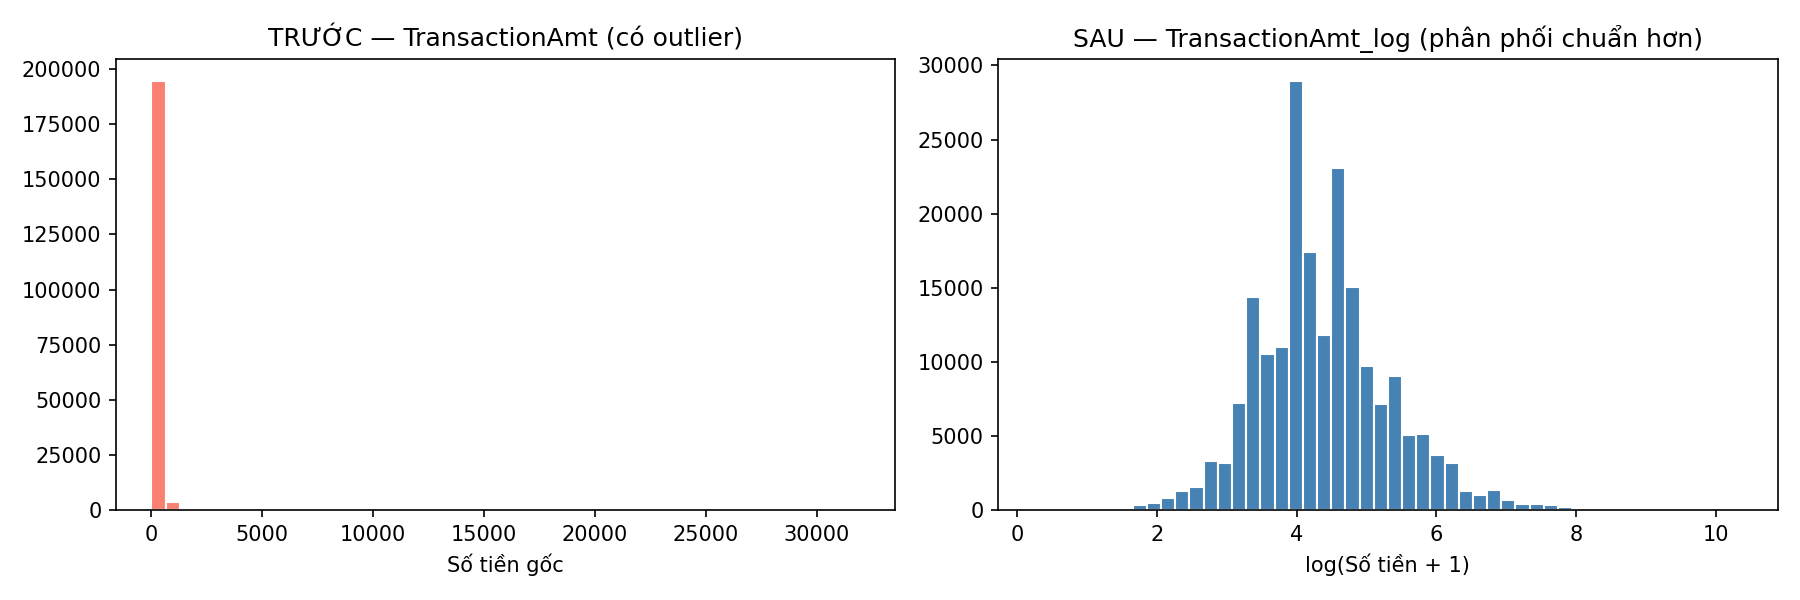 TRƯỚC — TransactionAmt (có outlier)
200000
175000
150000
125000
100000
75000
50000
25000
0
0 5000 10000 15000 20000 25000 30000
Số tiền gốc
SAU — TransactionAmt_log (phân phối chuẩn hơn)
30000
25000
20000
15000
10000
5000
0
0 2 4 6 8 10
log(Số tiền + 1)